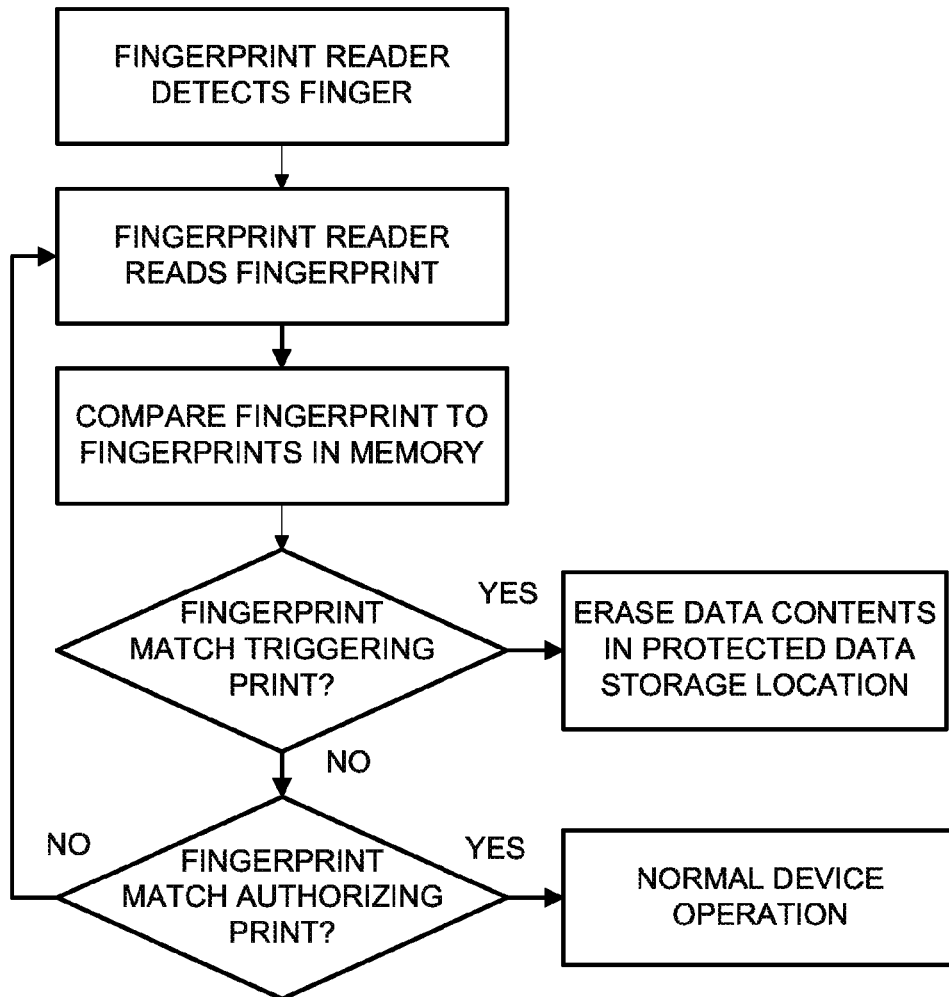 FINGERPRINT READER
DETECTS FINGER
FINGERPRINT READER
READS FINGERPRINT
COMPARE FINGERPRINT TO
FINGERPRINTS IN MEMORY
FINGERPRINT
MATCH TRIGGERING
PRINT?
YES
ERASE DATA CONTENTS
IN PROTECTED DATA
STORAGE LOCATION
NO
NO
FINGERPRINT
MATCH AUTHORIZING
PRINT?
YES
NORMAL DEVICE
OPERATION